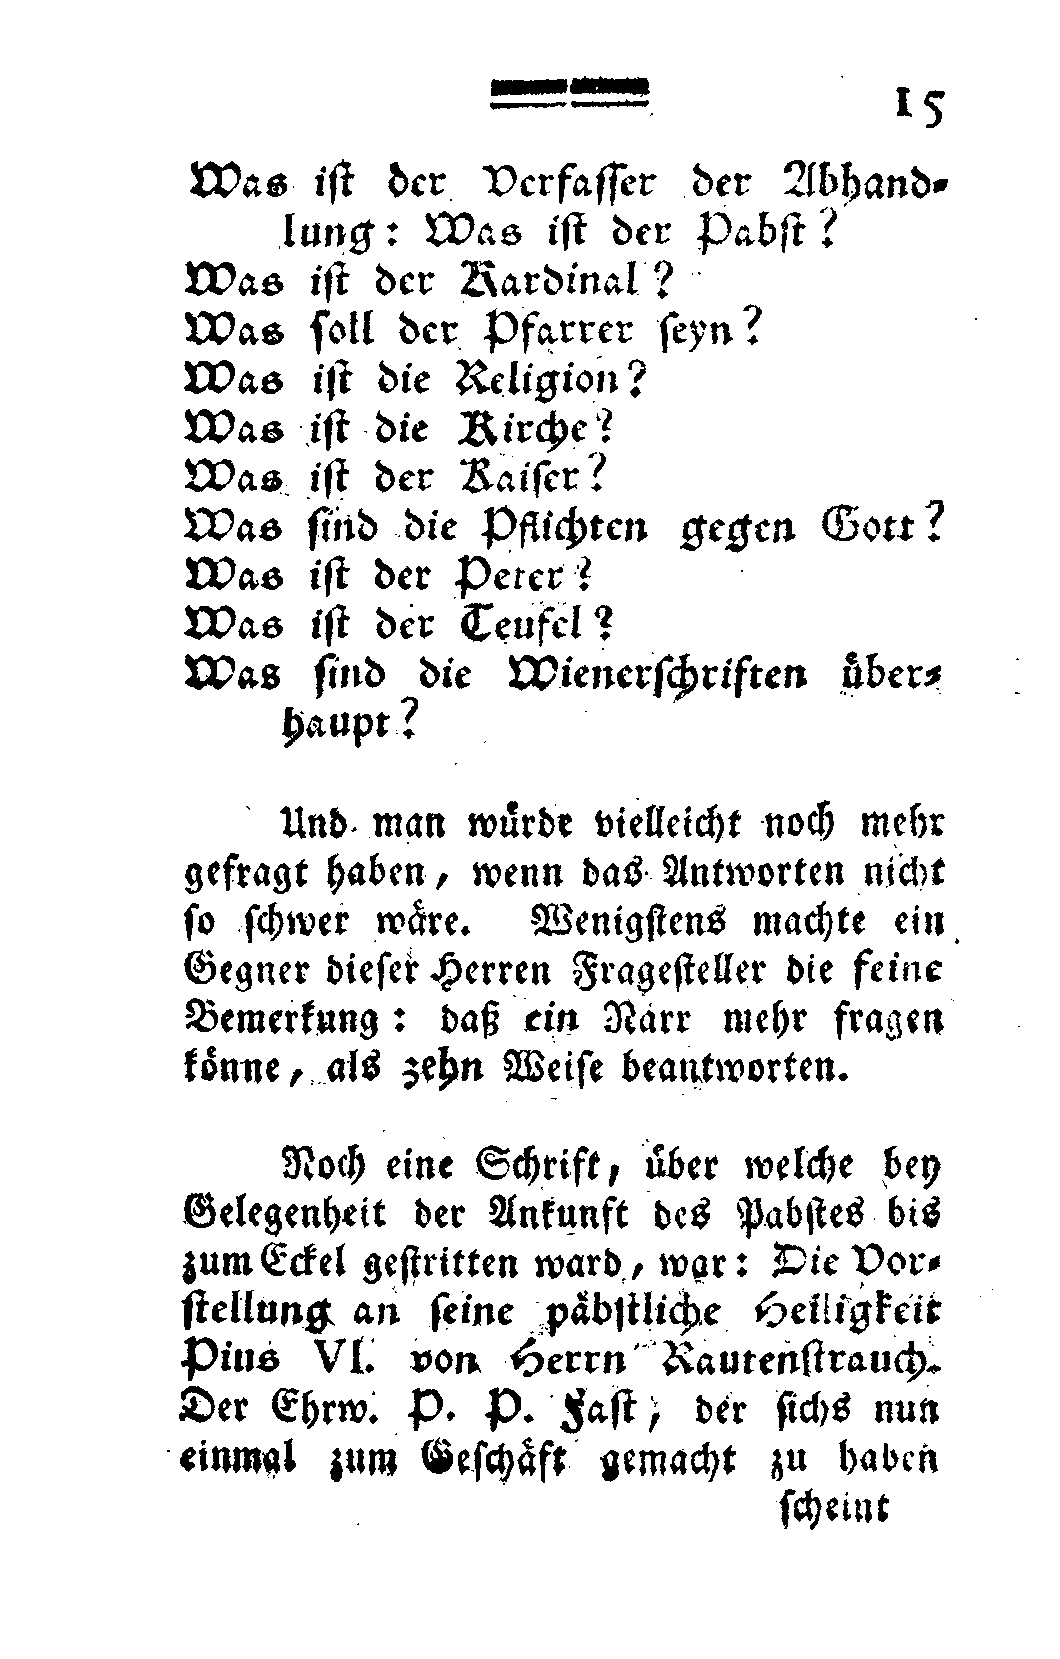 15
Was ist der Verfasser der Abhand-
lung: Was ist der Pabst?
Was ist der Kardinal?
Was soll der Pfarrer seyn?
Was ist die Religion?
Was ist die Kirche?
Was ist der Kaiser?
Was sind die Pflichten gegen Gott?
Was ist der Peter?
Was ist der Teufel?
Was sind die Wienerschriften über-
haupt?
Und man würde vielleicht noch mehr
gefragt haben, wenn das Antworten nicht
so schwer wäre. Wenigstens machte ein
Gegner dieser Herren Fragesteller die feine
Bemerkung: daß ein Narr mehr fragen
könne, als zehn Weise beantworten.
Noch eine Schrift, über welche bey
Gelegenheit der Ankunft des Pabstes bis
zum Eckel gestritten ward, war: Die Vor-
stellung an seine päbstliche Heiligkeit
Pius VI. von Herrn Rautenstrauch.
Der Ehrw. P. P. Fast, der sichs nun
einmal zum Geschäft gemacht zu haben
scheint